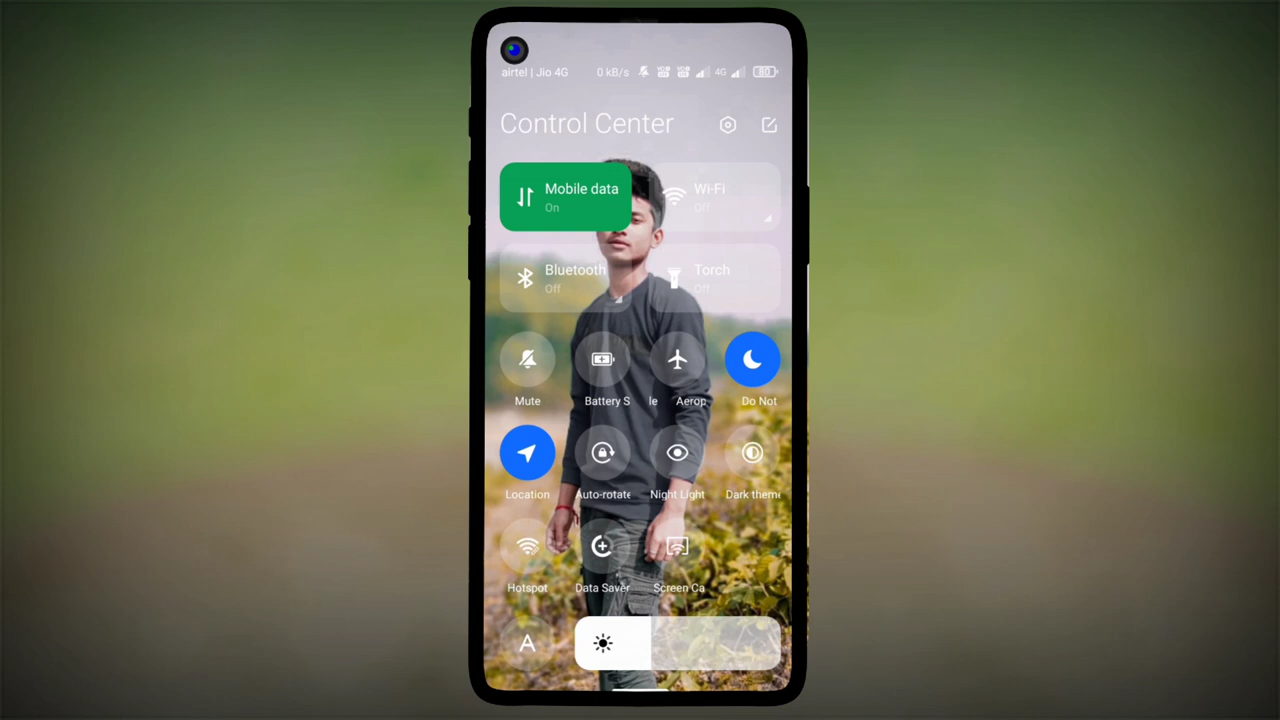 airtel | Jio 4G 0 kB/s 4G 80
Control Center
Mobile data
On
Wi-Fi
Off
Bluetooth
Off
Torch
Off
Mute Battery S le Aerop Do Not
Location Auto-rotate Night Light Dark theme
Hotspot Data Saver Screen Ca
A